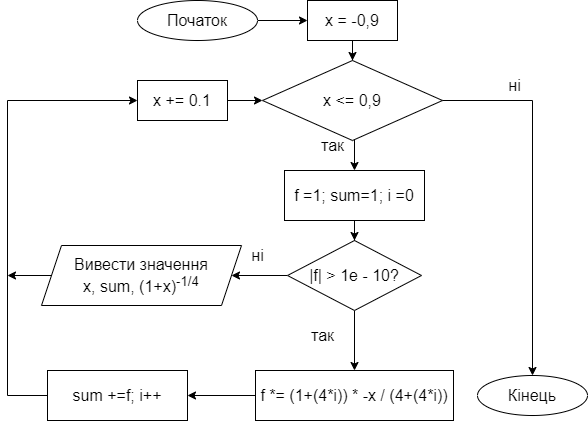 Початок
x = -0,9
x += 0.1
x <= 0,9
ні
так
f =1; sum=1; i =0
Вивести значення
x, sum, (1+x)^-1/4
ні
|f| > 1e - 10?
так
sum +=f; i++
f *= (1+(4*i)) * -x / (4+(4*i))
Кінець